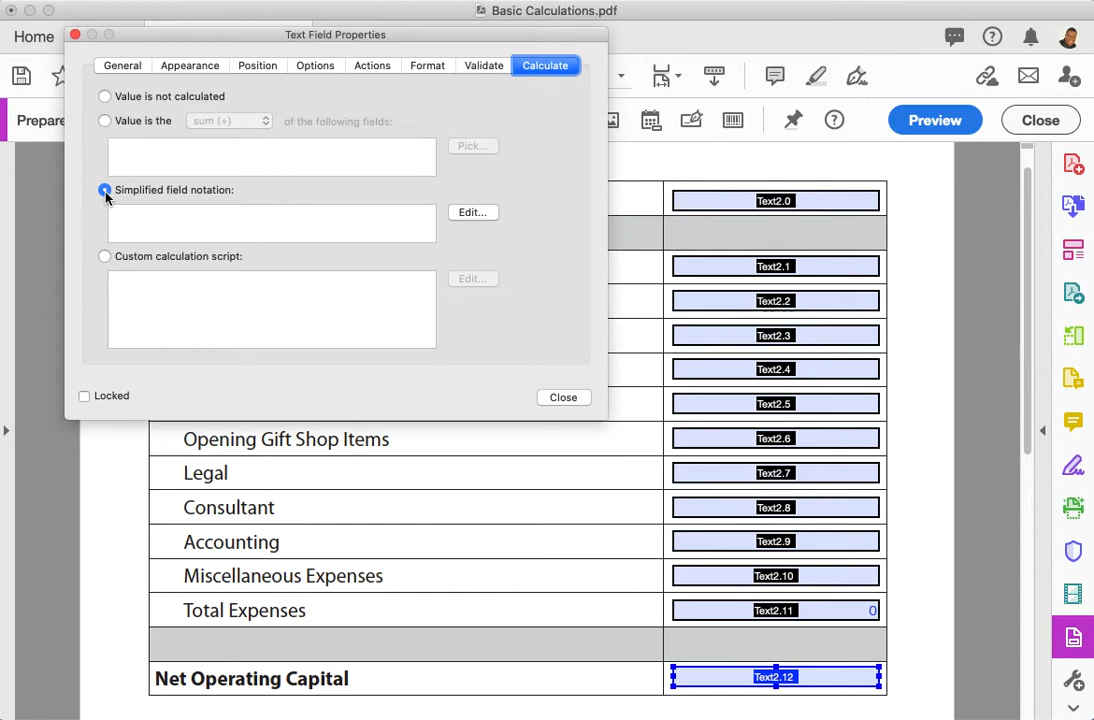 Basic Calculations.pdf
Home
Text Field Properties
General
Appearance
Position
Options
Actions
Format
Validate
Calculate
Prepare
Preview
Close
Value is not calculated
Value is the
sum (+)
of the following fields:
Pick...
Simplified field notation:
Edit...
Custom calculation script:
Edit...
Locked
Close
Text2.0
Text2.1
Text2.2
Text2.3
Text2.4
Text2.5
Opening Gift Shop Items
Text2.6
Legal
Text2.7
Consultant
Text2.8
Accounting
Text2.9
Miscellaneous Expenses
Text2.10
Total Expenses
Text2.11
0
Net Operating Capital
Text2.12